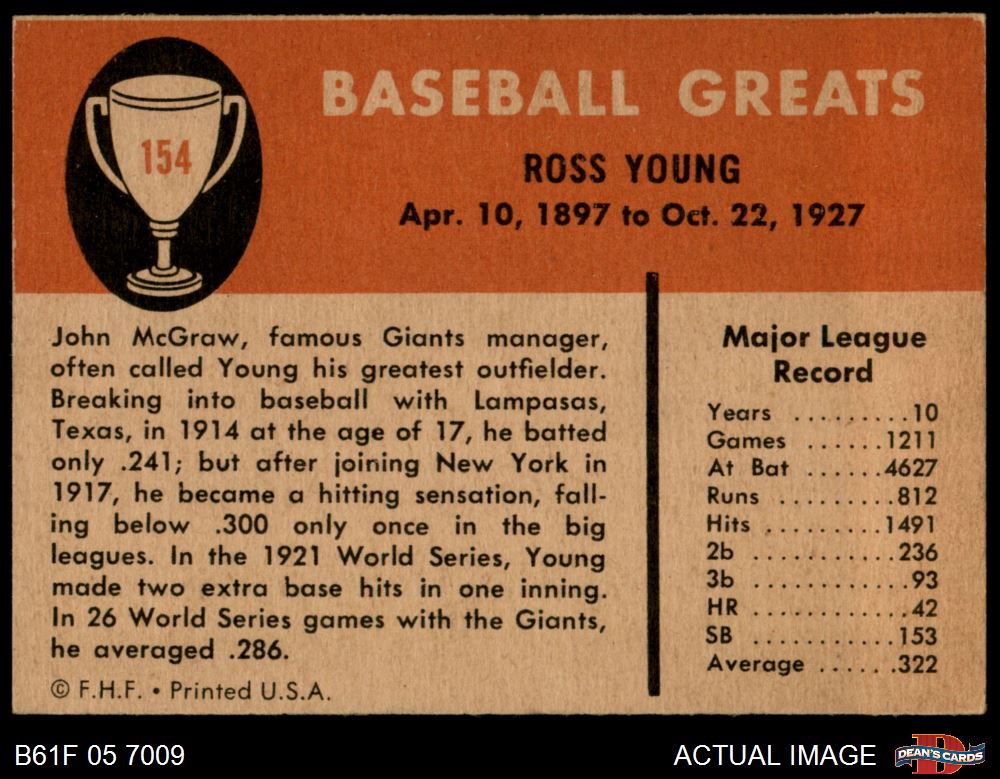 154
BASEBALL GREATS
ROSS YOUNG
Apr. 10, 1897 to Oct. 22, 1927
John McGraw, famous Giants manager,
often called Young his greatest outfielder.
Breaking into baseball with Lampasas,
Texas, in 1914 at the age of 17, he batted
only .241; but after joining New York in
1917, he became a hitting sensation, fall-
ing below .300 only once in the big
leagues. In the 1921 World Series, Young
made two extra base hits in one inning.
In 26 World Series games with the Giants,
he averaged .286.
© F.H.F. • Printed U.S.A.
Major League
Record
Years .........10
Games ......1211
At Bat ......4627
Runs ........812
Hits ........1491
2b ..........236
3b ...........93
HR ...........42
SB ..........153
Average ......322
B61F 05 7009
ACTUAL IMAGE
D
DEAN'S CARDS